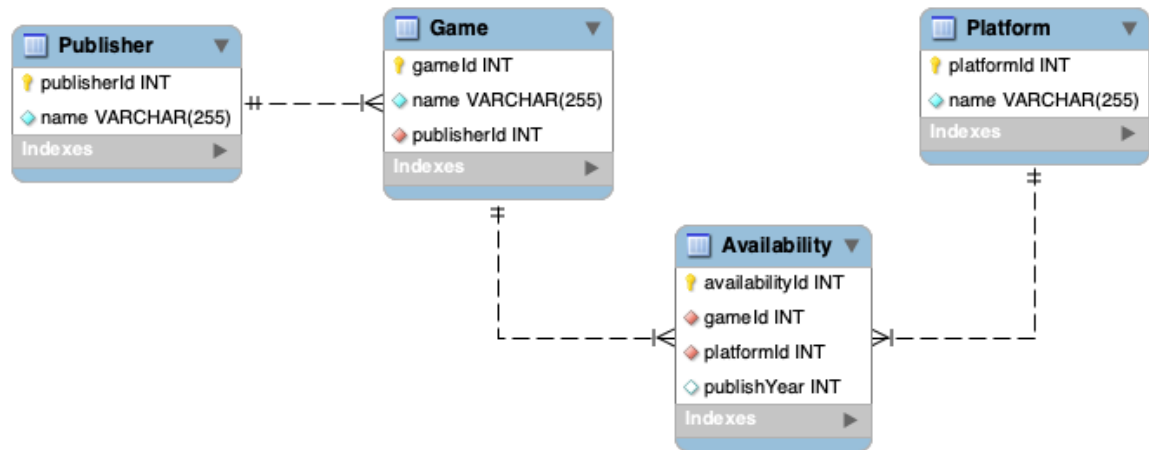 Publisher
publisherId INT
name VARCHAR(255)
Indexes
Game
gameId INT
name VARCHAR(255)
publisherId INT
Indexes
Platform
platformId INT
name VARCHAR(255)
Indexes
Availability
availabilityId INT
gameId INT
platformId INT
publishYear INT
Indexes